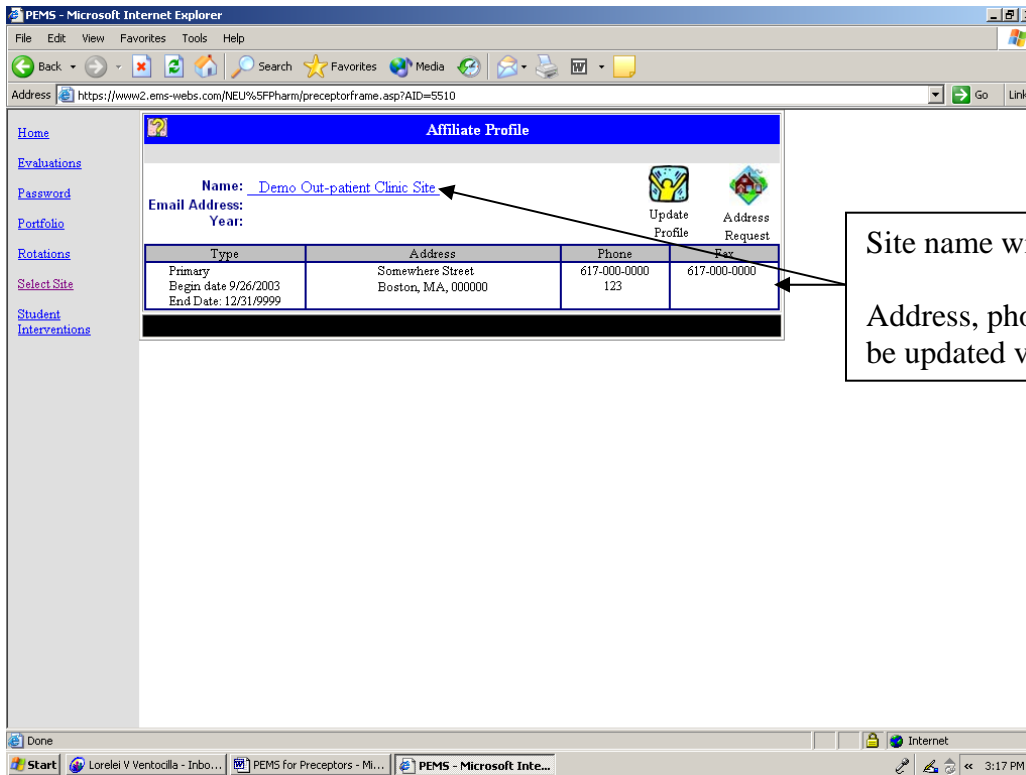 PEMS - Microsoft Internet Explorer
File Edit View Favorites Tools Help
Back Search Favorites Media
Address https://www2.ems-webs.com/NEU%5FPharm/preceptorframe.asp?AID=5510 Go Link
Home
Evaluations
Password
Portfolio
Rotations
Select Site
Student
Interventions
Affiliate Profile
Name: Demo Out-patient Clinic Site
Email Address:
Year:
Update
Profile
Address
Request
Type Address Phone Fax
Primary Somewhere Street 617-000-0000 617-000-0000
Begin date 9/26/2003 Boston, MA, 000000 123
End Date: 12/31/9999
Site name wi
Address, pho
be updated v
Done Internet
Start Lorelei V Ventocilla - Inbo... PEMS for Preceptors - Mi... PEMS - Microsoft Inte... « 3:17 PM